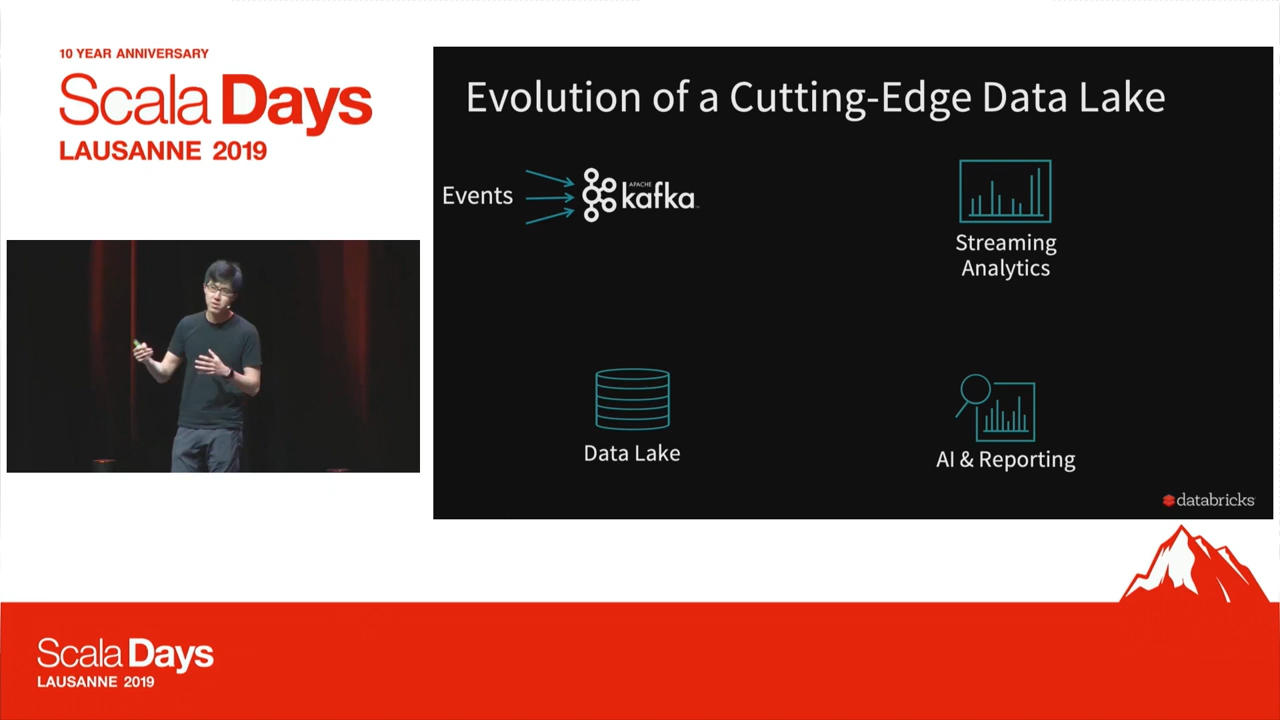 10 YEAR ANNIVERSARY
Scala Days
LAUSANNE 2019
Evolution of a Cutting-Edge Data Lake
Events
APACHE
kafka
Streaming
Analytics
Data Lake
AI & Reporting
databricks
Scala Days
LAUSANNE 2019